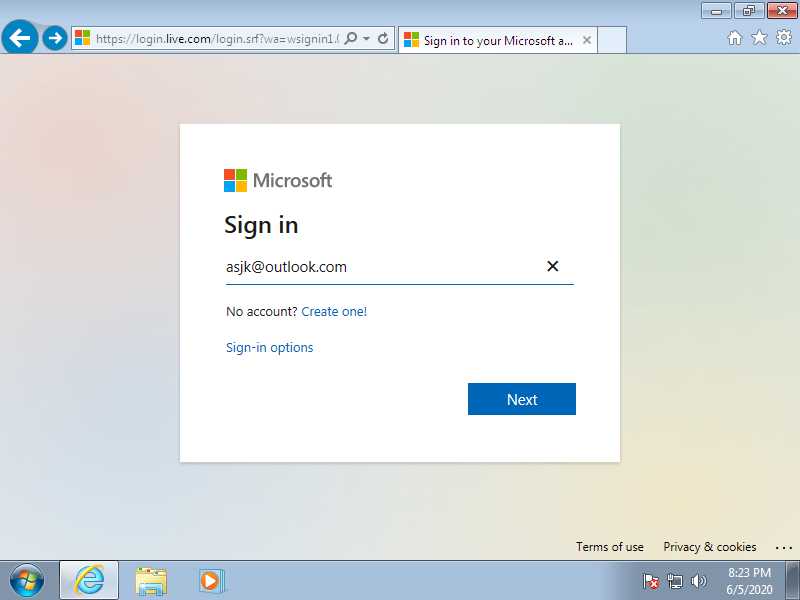 https://login.live.com/login.srf?wa=wsignin1.
Sign in to your Microsoft a...
Microsoft
Sign in
asjk@outlook.com
No account? Create one!
Sign-in options
Next
Terms of use Privacy & cookies ...
8:23 PM
6/5/2020